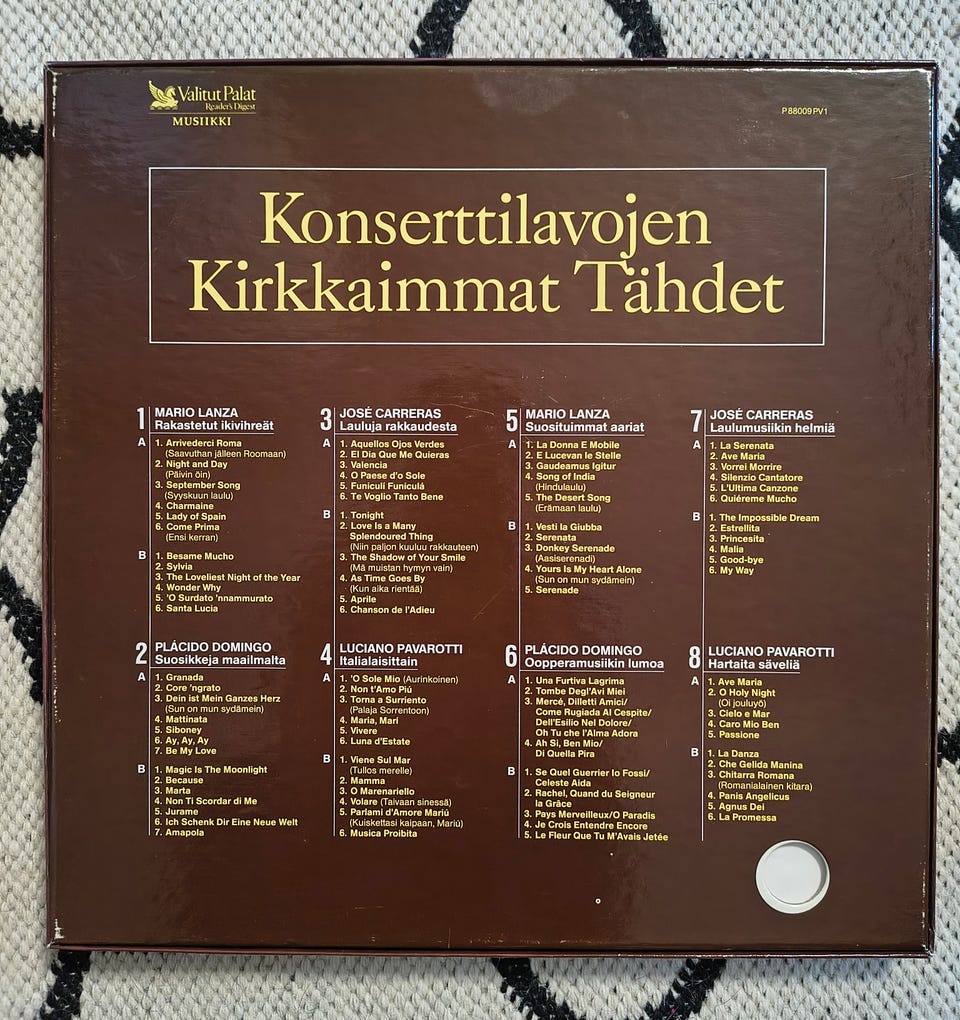 Valitut Palat
Reader's Digest
MUSIIKKI
P88009PV1
Konserttilavojen
Kirkkaimmat Tähdet
1 MARIO LANZA
Rakastetut ikivihreät
A 1. Arrivederci Roma
(Saavuthan jälleen Roomaan)
2. Night and Day
(Päivin öin)
3. September Song
(Syyskuun laulu)
4. Charmaine
5. Lady of Spain
6. Come Prima
(Ensi kerran)
B 1. Besame Mucho
2. Sylvia
3. The Loveliest Night of the Year
4. Wonder Why
5. 'O Surdato 'nnammurato
6. Santa Lucia
2 PLÁCIDO DOMINGO
Suosikkeja maailmalta
A 1. Granada
2. Core 'ngrato
3. Dein ist Mein Ganzes Herz
(Sun on mun sydämein)
4. Mattinata
5. Siboney
6. Ay, Ay, Ay
7. Be My Love
B 1. Magic Is The Moonlight
2. Because
3. Marta
4. Non Ti Scordar di Me
5. Jurame
6. Ich Schenk Dir Eine Neue Welt
7. Amapola
3 JOSÉ CARRERAS
Lauluja rakkaudesta
A 1. Aquellos Ojos Verdes
2. El Dia Que Me Quieras
3. Valencia
4. O Paese d'o Sole
5. Funiculi Funiculá
6. Te Voglio Tanto Bene
B 1. Tonight
2. Love Is a Many
Splendoured Thing
(Niin paljon kuuluu rakkauteen)
3. The Shadow of Your Smile
(Mä muistan hymyn vain)
4. As Time Goes By
(Kun aika rientää)
5. Aprile
6. Chanson de l'Adieu
4 LUCIANO PAVAROTTI
Italialaisittain
A 1. 'O Sole Mio (Aurinkoinen)
2. Non t'Amo Piú
3. Torna a Surriento
(Palaja Sorrentoon)
4. Maria, Marí
5. Vivere
6. Luna d'Estate
B 1. Viene Sul Mar
(Tullos merelle)
2. Mamma
3. O Marenariello
4. Volare (Taivaan sinessä)
5. Parlami d'Amore Mariú
(Kuiskettasi kaipaan, Mariú)
6. Musica Proibita
5 MARIO LANZA
Suosituimmat aariat
A 1. La Donna E Mobile
2. E Lucevan le Stelle
3. Gaudeamus Igitur
4. Song of India
(Hindulaulu)
5. The Desert Song
(Erämaan laulu)
B 1. Vesti la Giubba
2. Serenata
3. Donkey Serenade
(Aasiserenadi)
4. Yours Is My Heart Alone
(Sun on mun sydämein)
5. Serenade
6 PLÁCIDO DOMINGO
Oopperamusiikin lumoa
A 1. Una Furtiva Lagrima
2. Tombe Degl'Avi Miei
3. Mercé, Dilletti Amici/
Come Rugiada Al Cespite/
Dell'Esilio Nel Dolore/
Oh Tu che l'Alma Adora
4. Ah Si, Ben Mio/
Di Quella Pira
B 1. Se Quel Guerrier Io Fossi/
Celeste Aida
2. Rachel, Quand du Seigneur
la Grâce
3. Pays Merveilleux/O Paradis
4. Je Crois Entendre Encore
5. Le Fleur Que Tu M'Avais Jetée
7 JOSÉ CARRERAS
Laulumusiikin helmiä
A 1. La Serenata
2. Ave Maria
3. Vorrei Morrire
4. Silenzio Cantatore
5. L'Ultima Canzone
6. Quiéreme Mucho
B 1. The Impossible Dream
2. Estrellita
3. Princesita
4. Malia
5. Good-bye
6. My Way
8 LUCIANO PAVAROTTI
Hartaita säveliä
A 1. Ave Maria
2. O Holy Night
(Oi jouluyö)
3. Cielo e Mar
4. Caro Mio Ben
5. Passione
B 1. La Danza
2. Che Gelida Manina
3. Chitarra Romana
(Romanialainen kitara)
4. Panis Angelicus
5. Agnus Dei
6. La Promessa